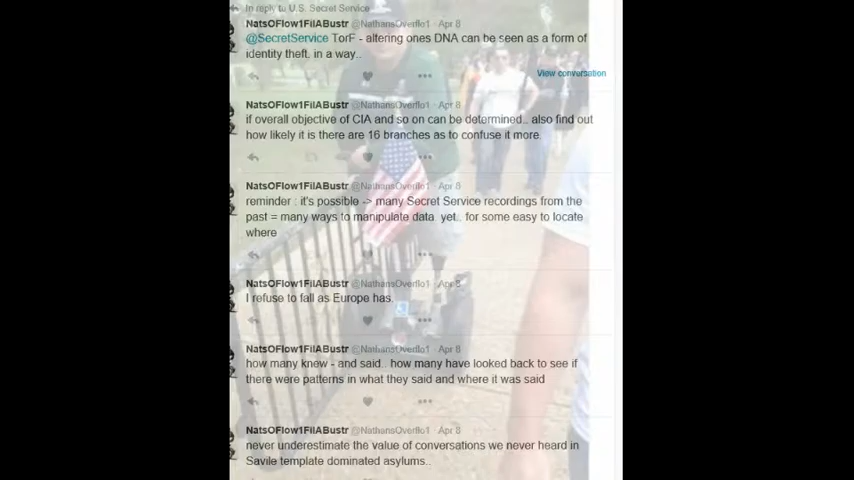 In reply to U.S. Secret Service
NatsOFlow1FilABustr @NathansOverflo1 · Apr 8
@SecretService TorF - altering ones DNA can be seen as a form of
identity theft. in a way..
View conversation
NatsOFlow1FilABustr @NathansOverflo1 · Apr 8
if overall objective of CIA and so on can be determined.. also find out
how likely it is there are 16 branches as to confuse it more.
NatsOFlow1FilABustr @NathansOverflo1 · Apr 8
reminder : it's possible -> many Secret Service recordings from the
past = many ways to manipulate data. yet.. for some easy to locate
where
NatsOFlow1FilABustr @NathansOverflo1 · Apr 8
I refuse to fall as Europe has.
NatsOFlow1FilABustr @NathansOverflo1 · Apr 8
how many knew - and said.. how many have looked back to see if
there were patterns in what they said and where it was said
NatsOFlow1FilABustr @NathansOverflo1 · Apr 8
never underestimate the value of conversations we never heard in
Savile template dominated asylums..